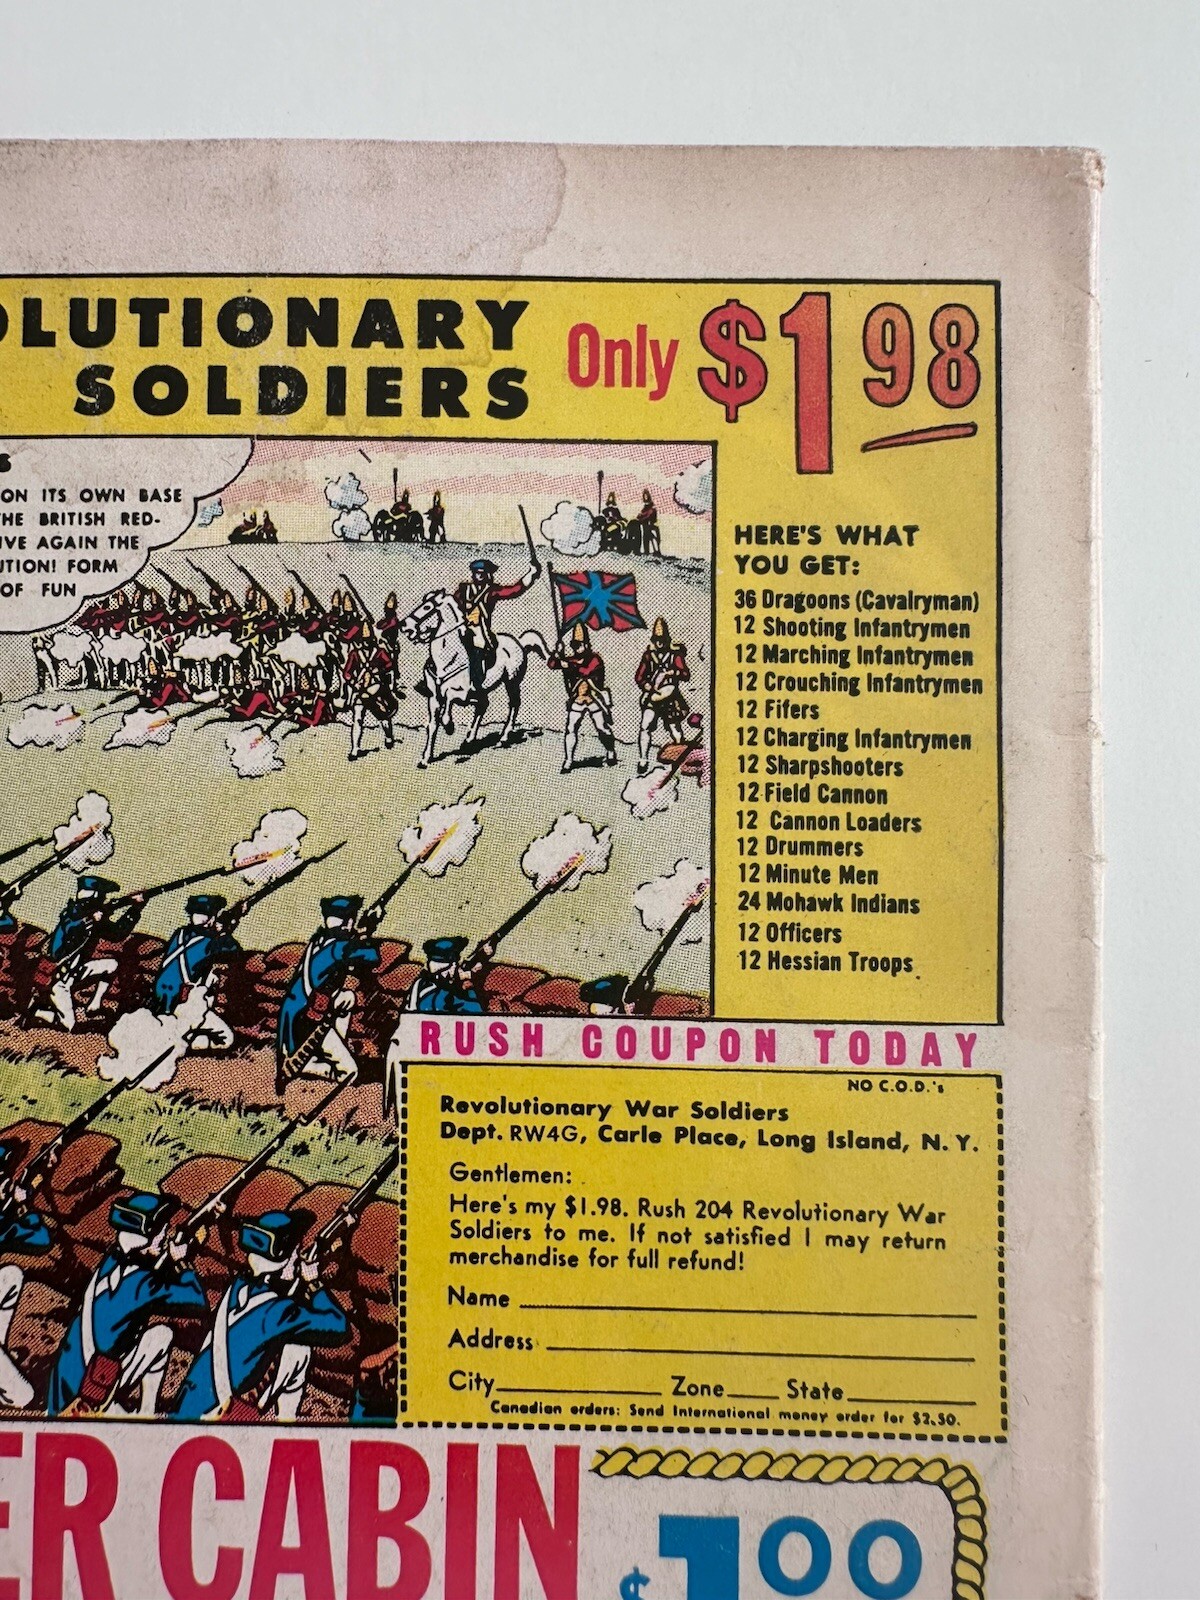 OLUTIONARY
SOLDIERS
Only $1.98
S
ON ITS OWN BASE
THE BRITISH RED-
IVE AGAIN THE
UTION! FORM
OF FUN
HERE'S WHAT
YOU GET:
36 Dragoons (Cavalryman)
12 Shooting Infantrymen
12 Marching Infantrymen
12 Crouching Infantrymen
12 Fifers
12 Charging Infantrymen
12 Sharpshooters
12 Field Cannon
12 Cannon Loaders
12 Drummers
12 Minute Men
24 Mohawk Indians
12 Officers
12 Hessian Troops
RUSH COUPON TODAY
NO C.O.D.'s
Revolutionary War Soldiers
Dept. RW4G, Carle Place, Long Island, N. Y.
Gentlemen:
Here's my $1.98. Rush 204 Revolutionary War
Soldiers to me. If not satisfied I may return
merchandise for full refund!
Name
Address
City Zone State
Canadian orders: Send International money order for $2.50.
ER CABIN
$1.00